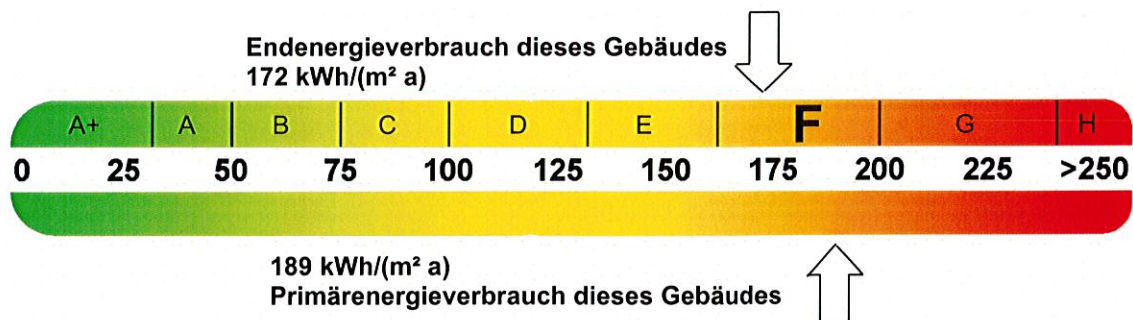 Endenergieverbrauch dieses Gebäudes
172 kWh/(m² a)
A+ A B C D E F G H
0 25 50 75 100 125 150 175 200 225 >250
189 kWh/(m² a)
Primärenergieverbrauch dieses Gebäudes